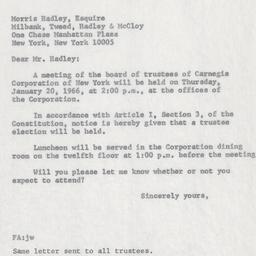 Morris Hadley, Esquire
Milbank, Tweed, Hadley & McCloy
One Chase Manhattan Plaza
New York, New York 10005
Dear Mr. Hadley:
A meeting of the board of trustees of Carnegie
Corporation of New York will be held on Thursday,
January 20, 1966, at 2:00 p.m., at the offices of
the Corporation.
In accordance with Article I, Section 3, of the
Constitution, notice is hereby given that a trustee
election will be held.
Luncheon will be served in the Corporation dining
room on the twelfth floor at 1:00 p.m. before the meeting
Will you please let me know whether or not you
expect to attend?
Sincerely yours,
FA:jw
Same letter sent to all trustees.